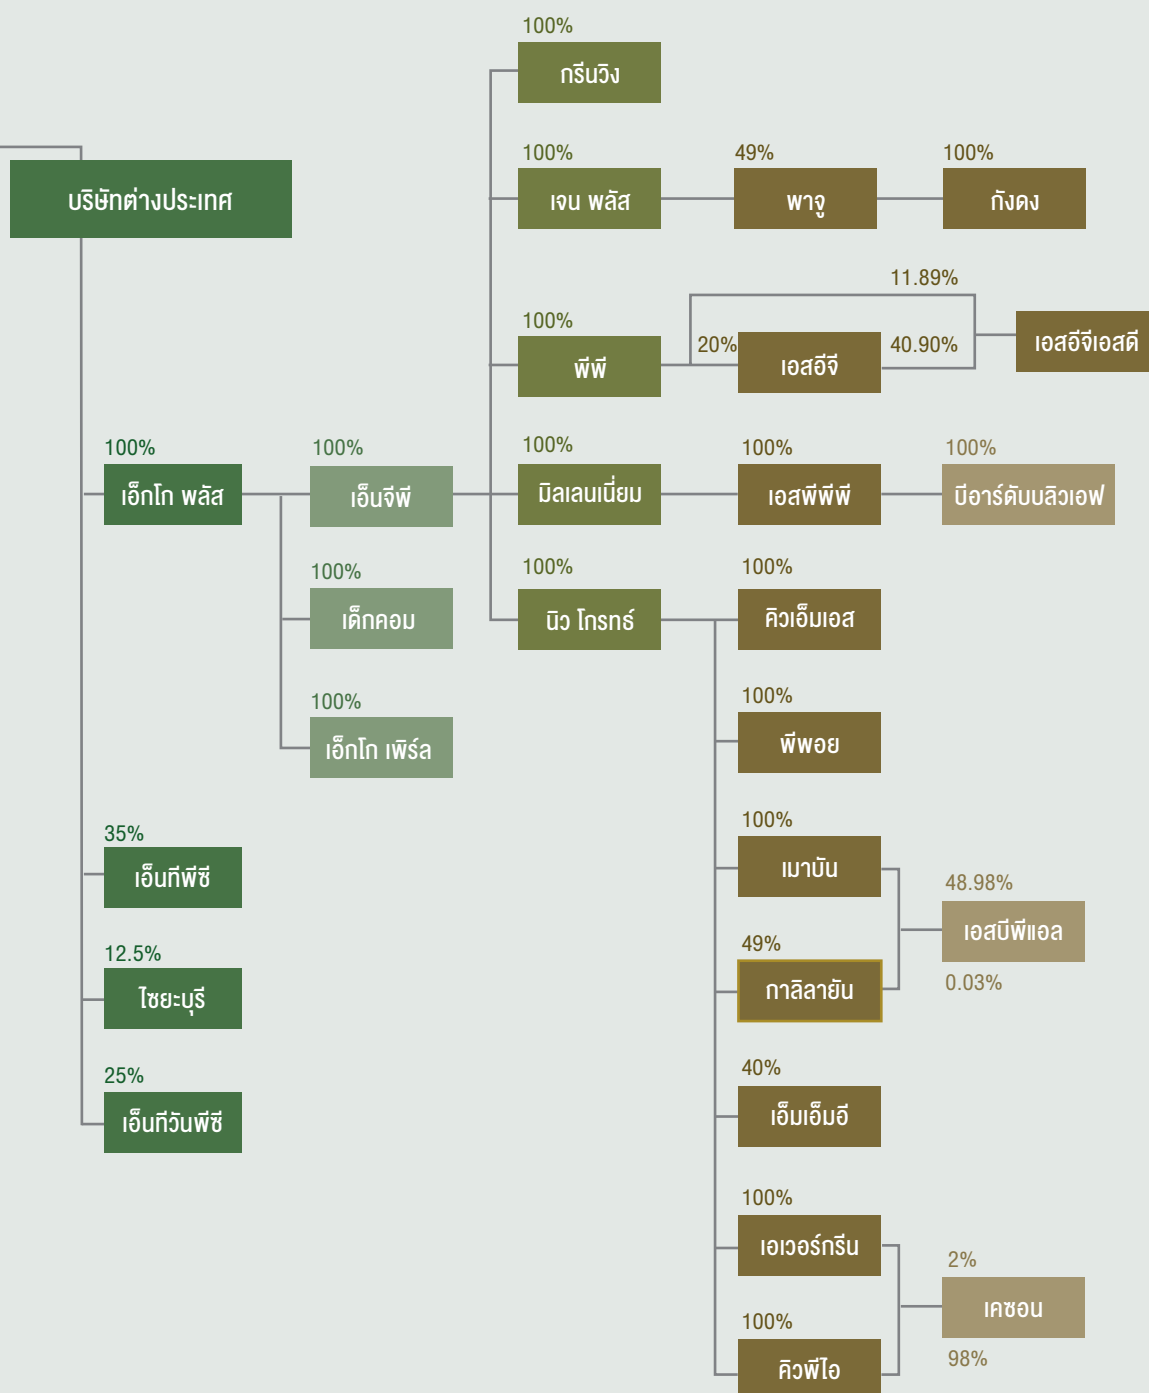 100%
กรีนวิง
บริษัทต่างประเทศ
100%
เจน พลัส
49%
พาจู
100%
กังดง
11.89%
100%
พีพี
20%
เอสอีจี
40.90%
เอสอีจีเอสดี
100%
เอ็กโก พลัส
100%
เอ็นจีพี
100%
มิลเลนเนี่ยม
100%
เอสพีพีพี
100%
บีอาร์ดับบลิวเอฟ
100%
เด็กคอม
100%
นิว โกรทธ์
100%
คิวเอ็มเอส
100%
เอ็กโก เพิร์ล
100%
พีพอย
35%
เอ็นทีพีซี
100%
เมาบัน
48.98%
เอสบีพีแอล
0.03%
12.5%
ไซยะบุรี
49%
กาลิลายัน
25%
เอ็นทีวันพีซี
40%
เอ็มเอ็มอี
100%
เอเวอร์กรีน
2%
เคซอน
98%
100%
คิวพีไอ